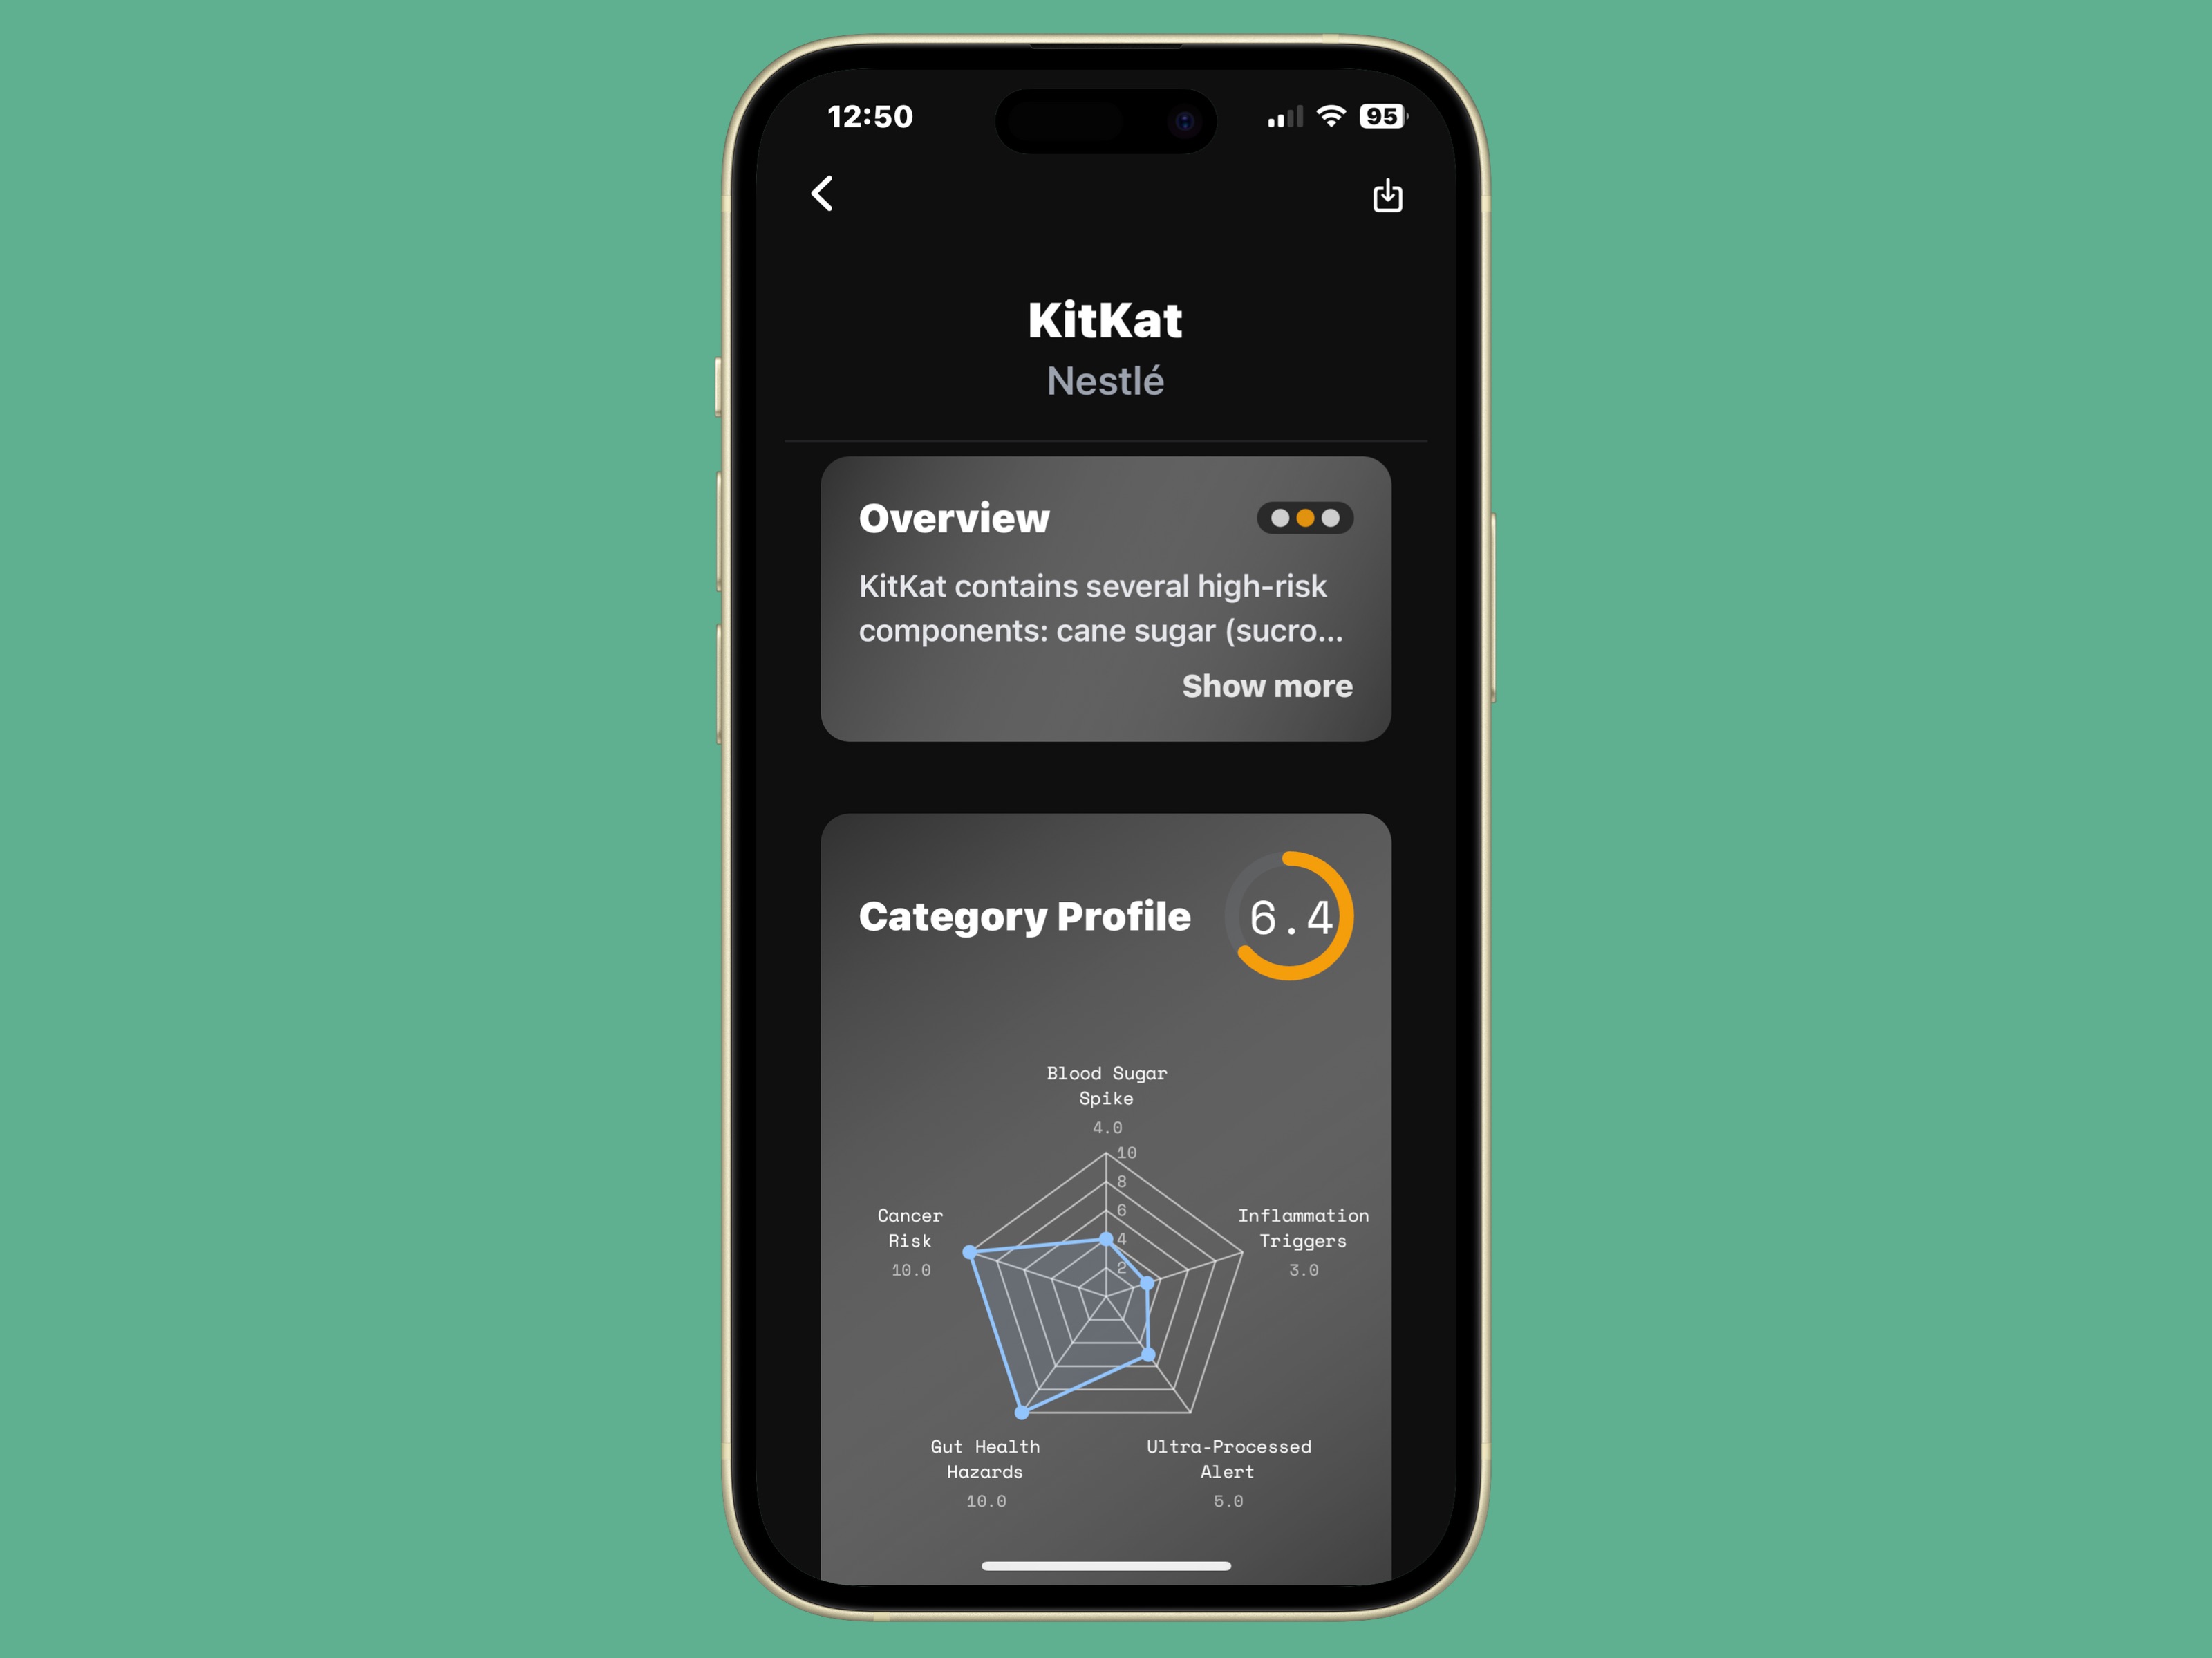 12:50
95
KitKat
Nestlé
Overview
KitKat contains several high-risk
components: cane sugar (sucro...
Show more
Category Profile
6.4
Blood Sugar
Spike
4.0
10
8
6
4
2
Cancer
Risk
10.0
Inflammation
Triggers
3.0
Gut Health
Hazards
10.0
Ultra-Processed
Alert
5.0